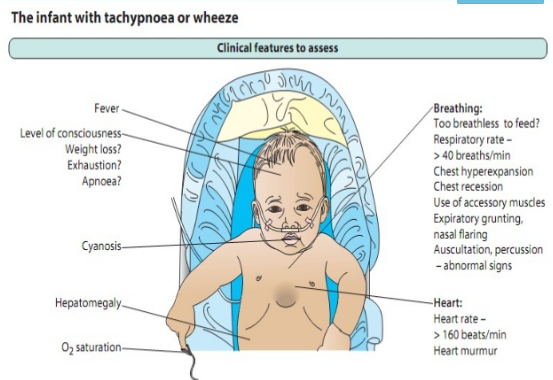 The infant with tachypnoea or wheeze
Clinical features to assess
Fever
Level of consciousness
Weight loss?
Exhaustion?
Apnoea?
Cyanosis
Hepatomegaly
O₂ saturation
Breathing:
Too breathless to feed?
Respiratory rate –
> 40 breaths/min
Chest hyperexpansion
Chest recession
Use of accessory muscles
Expiratory grunting,
nasal flaring
Auscultation, percussion
– abnormal signs
Heart:
Heart rate –
> 160 beats/min
Heart murmur